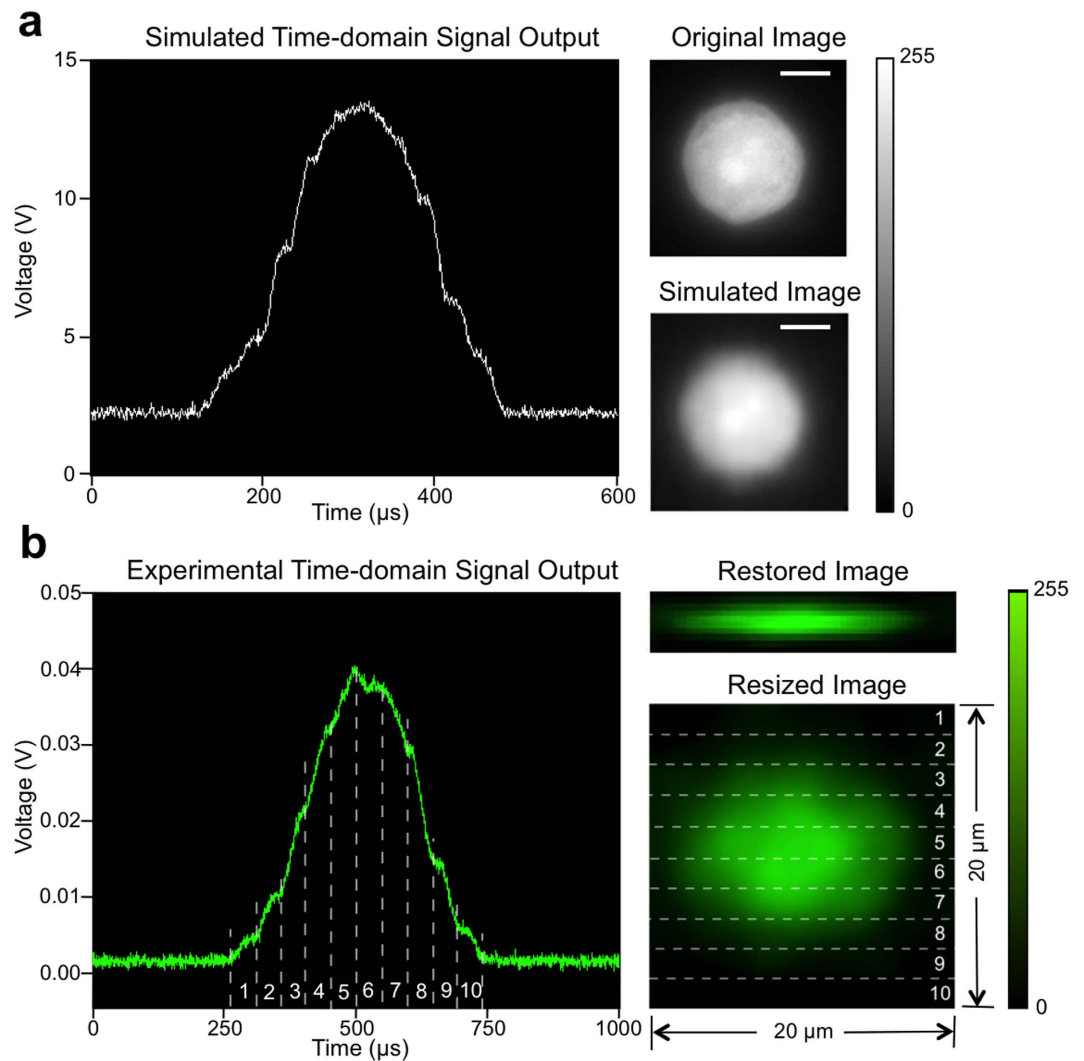 a
Simulated Time-domain Signal Output
Original Image
15
10
5
0
Voltage (V)
0 200 400 600
Time (µs)
255
Simulated Image
0
b
Experimental Time-domain Signal Output
Restored Image
0.05
0.04
0.03
0.02
0.01
0.00
Voltage (V)
1 2 3 4 5 6 7 8 9 10
0 250 500 750 1000
Time (µs)
255
Resized Image
1
2
3
4
5
6
7
8
9
10
20 µm
20 µm
0